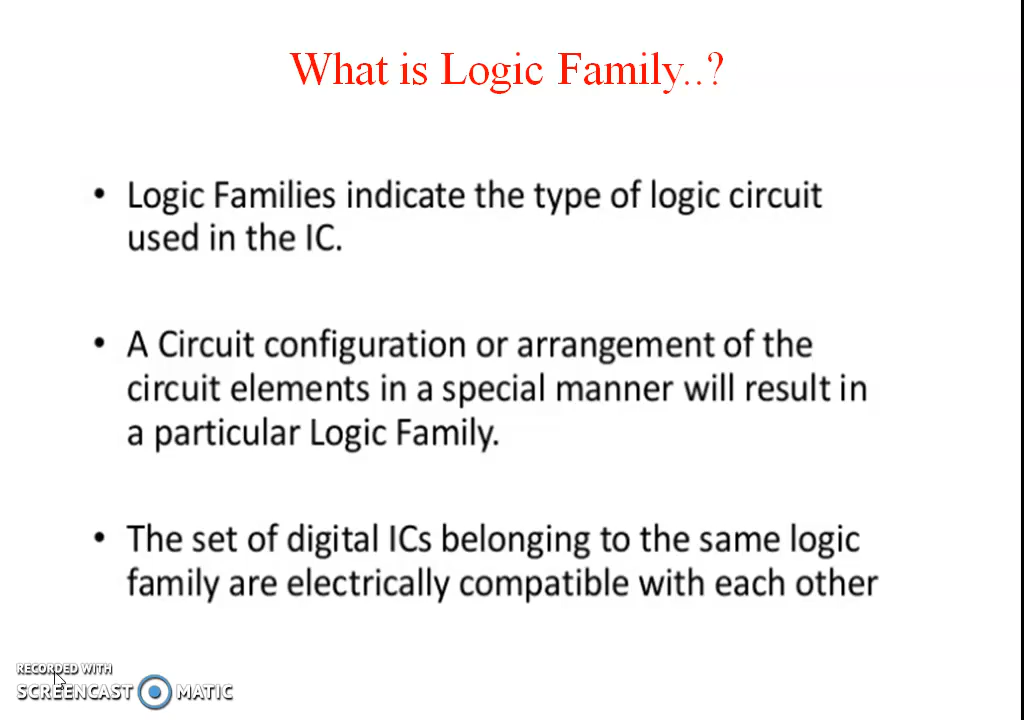 What is Logic Family..?
• Logic Families indicate the type of logic circuit
used in the IC.
• A Circuit configuration or arrangement of the
circuit elements in a special manner will result in
a particular Logic Family.
• The set of digital ICs belonging to the same logic
family are electrically compatible with each other
RECORDED WITH
SCREENCAST MATIC